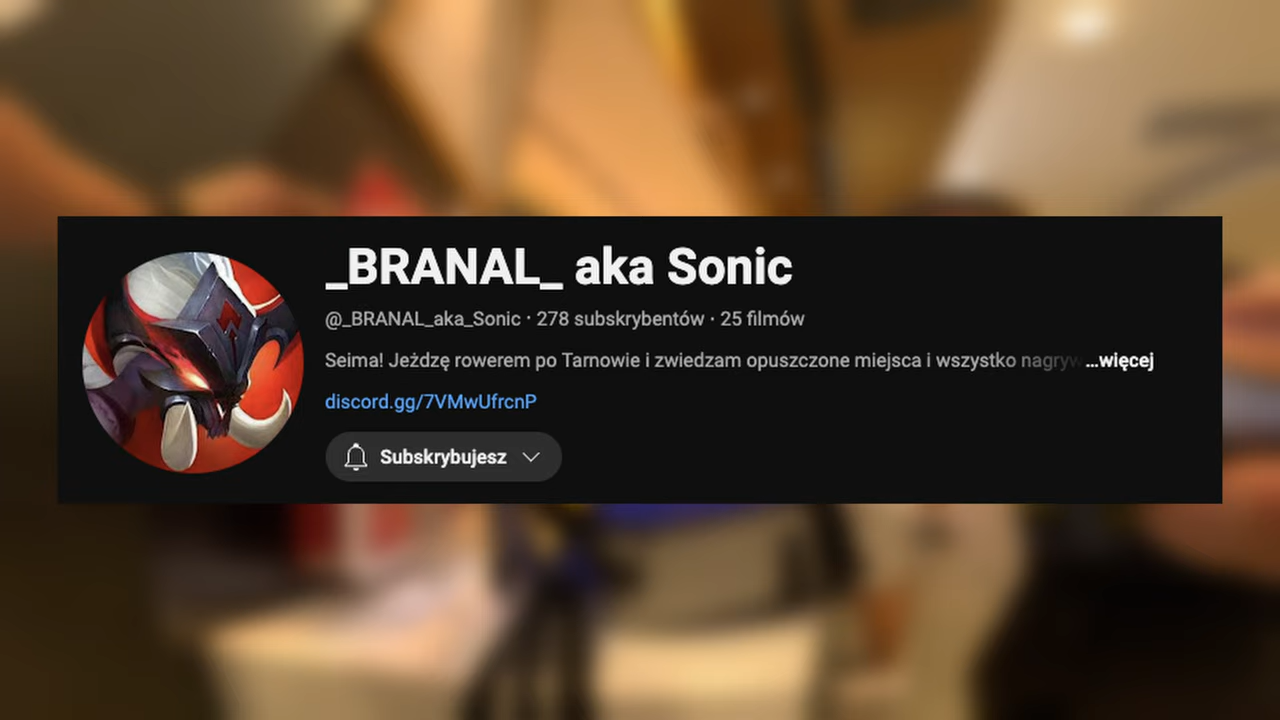 _BRANAL_ aka Sonic
@_BRANAL_aka_Sonic · 278 subskrybentów · 25 filmów
Seima! Jeżdzę rowerem po Tarnowie i zwiedzam opuszczone miejsca i wszystko nagryw ...więcej
discord.gg/7VMwUfrcnP
Subskrybujesz